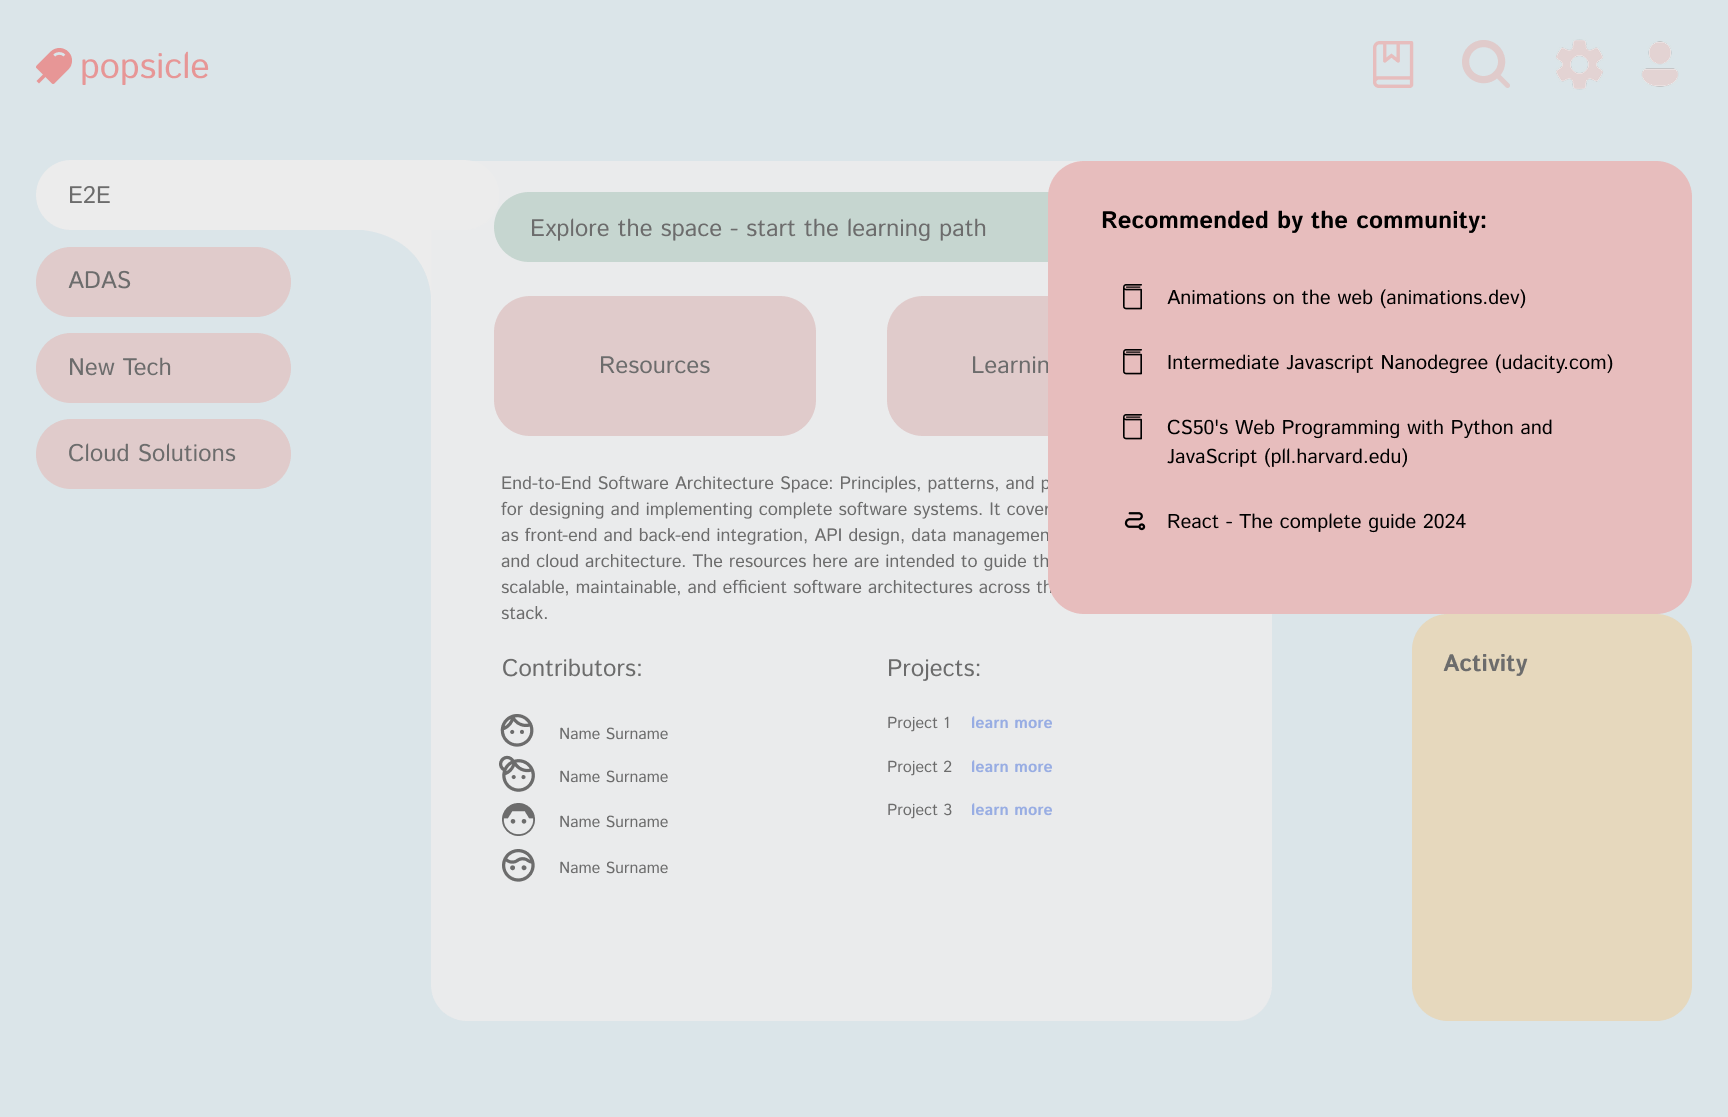 popsicle
E2E
ADAS
New Tech
Cloud Solutions
Explore the space - start the learning path
Resources
Learnin
End-to-End Software Architecture Space: Principles, patterns, and p
for designing and implementing complete software systems. It cover
as front-end and back-end integration, API design, data managemen
and cloud architecture. The resources here are intended to guide th
scalable, maintainable, and efficient software architectures across th
stack.
Contributors:
Name Surname
Name Surname
Name Surname
Name Surname
Projects:
Project 1 learn more
Project 2 learn more
Project 3 learn more
Recommended by the community:
Animations on the web (animations.dev)
Intermediate Javascript Nanodegree (udacity.com)
CS50's Web Programming with Python and
JavaScript (pll.harvard.edu)
React - The complete guide 2024
Activity